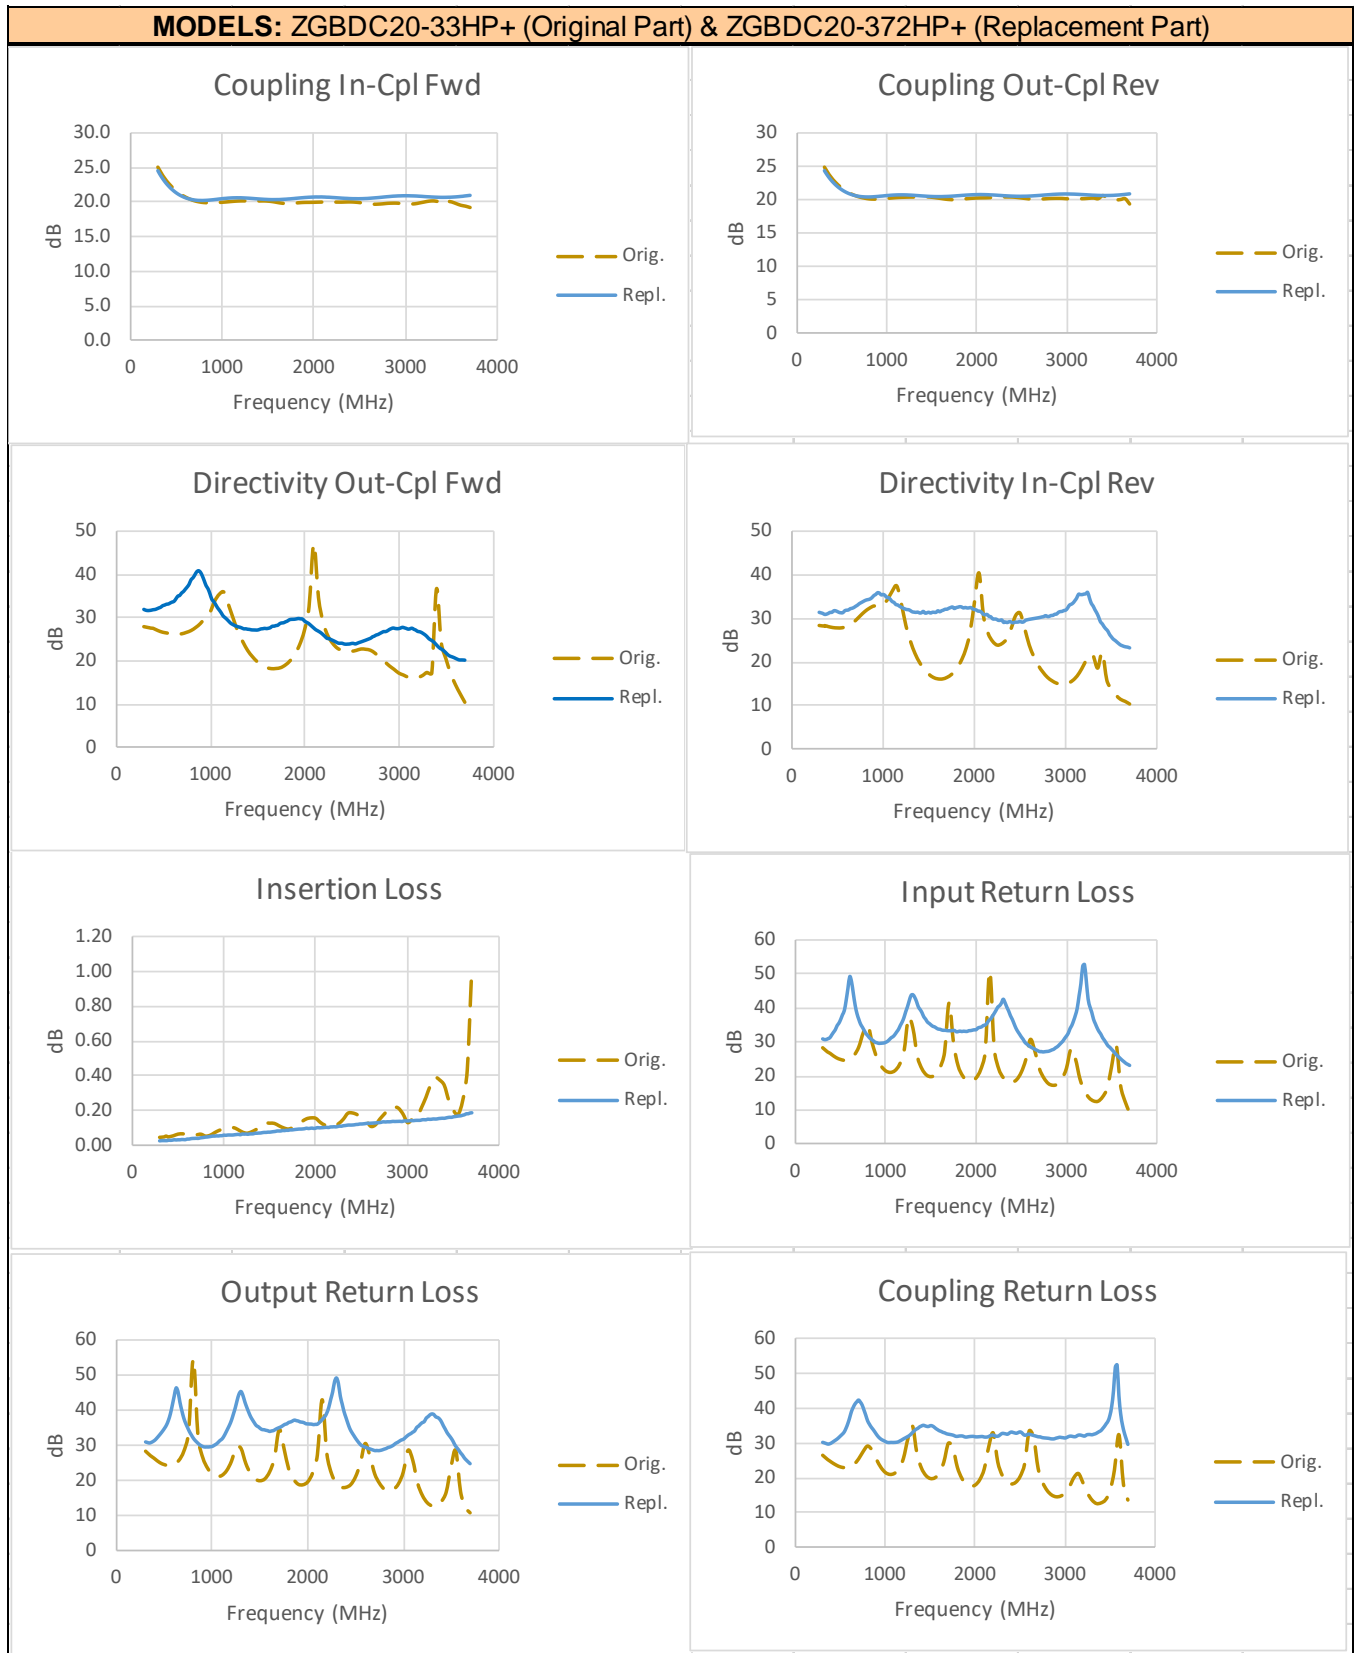 MODELS: ZGBDC20-33HP+ (Original Part) & ZGBDC20-372HP+ (Replacement Part)
Coupling In-Cpl Fwd
30.0
25.0
20.0
15.0
10.0
5.0
0.0
dB
0 1000 2000 3000 4000
Frequency (MHz)
Orig.
Repl.
Coupling Out-Cpl Rev
30
25
20
15
10
5
0
dB
0 1000 2000 3000 4000
Frequency (MHz)
Orig.
Repl.
Directivity Out-Cpl Fwd
50
40
30
20
10
0
dB
0 1000 2000 3000 4000
Frequency (MHz)
Orig.
Repl.
Directivity In-Cpl Rev
50
40
30
20
10
0
dB
0 1000 2000 3000 4000
Frequency (MHz)
Orig.
Repl.
Insertion Loss
1.20
1.00
0.80
0.60
0.40
0.20
0.00
dB
0 1000 2000 3000 4000
Frequency (MHz)
Orig.
Repl.
Input Return Loss
60
50
40
30
20
10
0
dB
0 1000 2000 3000 4000
Frequency (MHz)
Orig.
Repl.
Output Return Loss
60
50
40
30
20
10
0
dB
0 1000 2000 3000 4000
Frequency (MHz)
Orig.
Repl.
Coupling Return Loss
60
50
40
30
20
10
0
dB
0 1000 2000 3000 4000
Frequency (MHz)
Orig.
Repl.